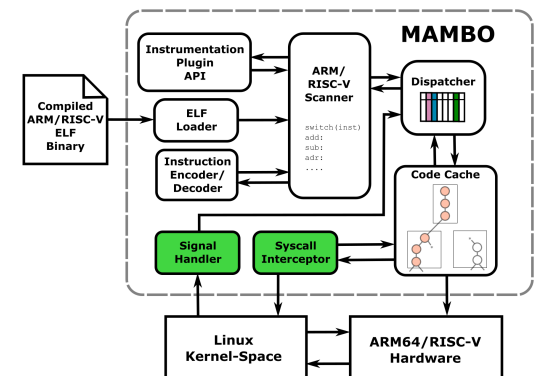 MAMBO
Instrumentation
Plugin
API
ARM/
RISC-V
Scanner
switch(inst)
add:
sub:
adr:
....
Dispatcher
Compiled
ARM/RISC-V
ELF
Binary
ELF
Loader
Instruction
Encoder/
Decoder
Code Cache
Signal
Handler
Syscall
Interceptor
Linux
Kernel-Space
ARM64/RISC-V
Hardware